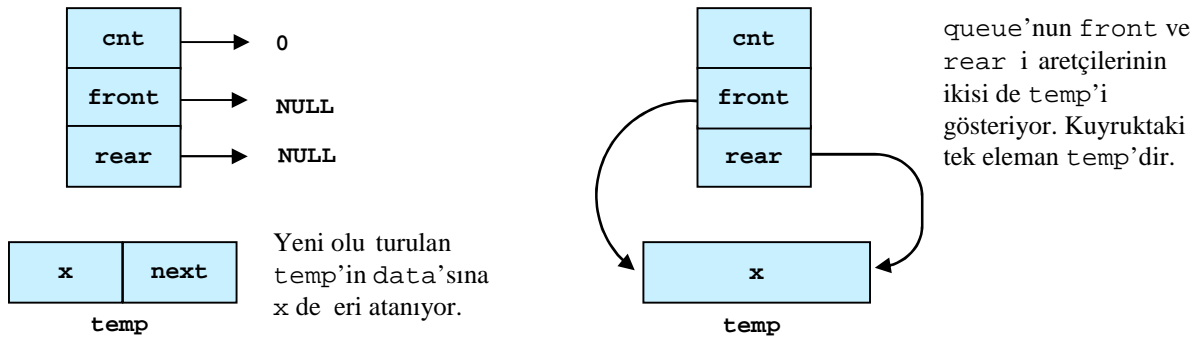 cnt
0
front
NULL
rear
NULL
x next
temp
Yeni olu turulan
temp’in data’sına
x de eri atanıyor.
cnt
front
rear
x
temp
queue’nun front ve
rear i aretçilerinin
ikisi de temp’i
gösteriyor. Kuyruktaki
tek eleman temp’dir.